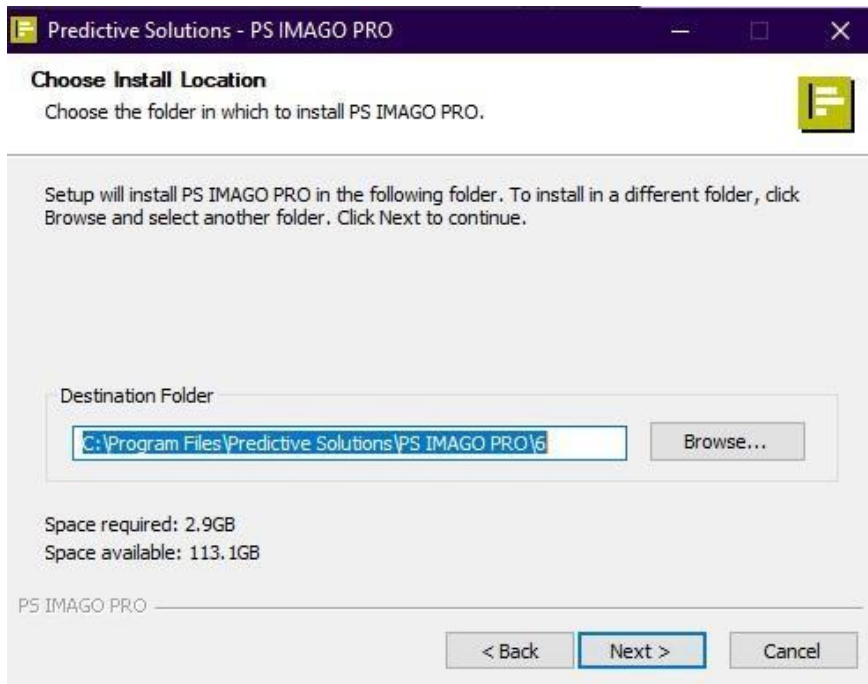 Predictive Solutions - PS IMAGO PRO
Choose Install Location
Choose the folder in which to install PS IMAGO PRO.
Setup will install PS IMAGO PRO in the following folder. To install in a different folder, click
Browse and select another folder. Click Next to continue.
Destination Folder
C:\Program Files\Predictive Solutions\PS IMAGO PRO\6
Browse...
Space required: 2.9GB
Space available: 113.1GB
PS IMAGO PRO
< Back
Next >
Cancel